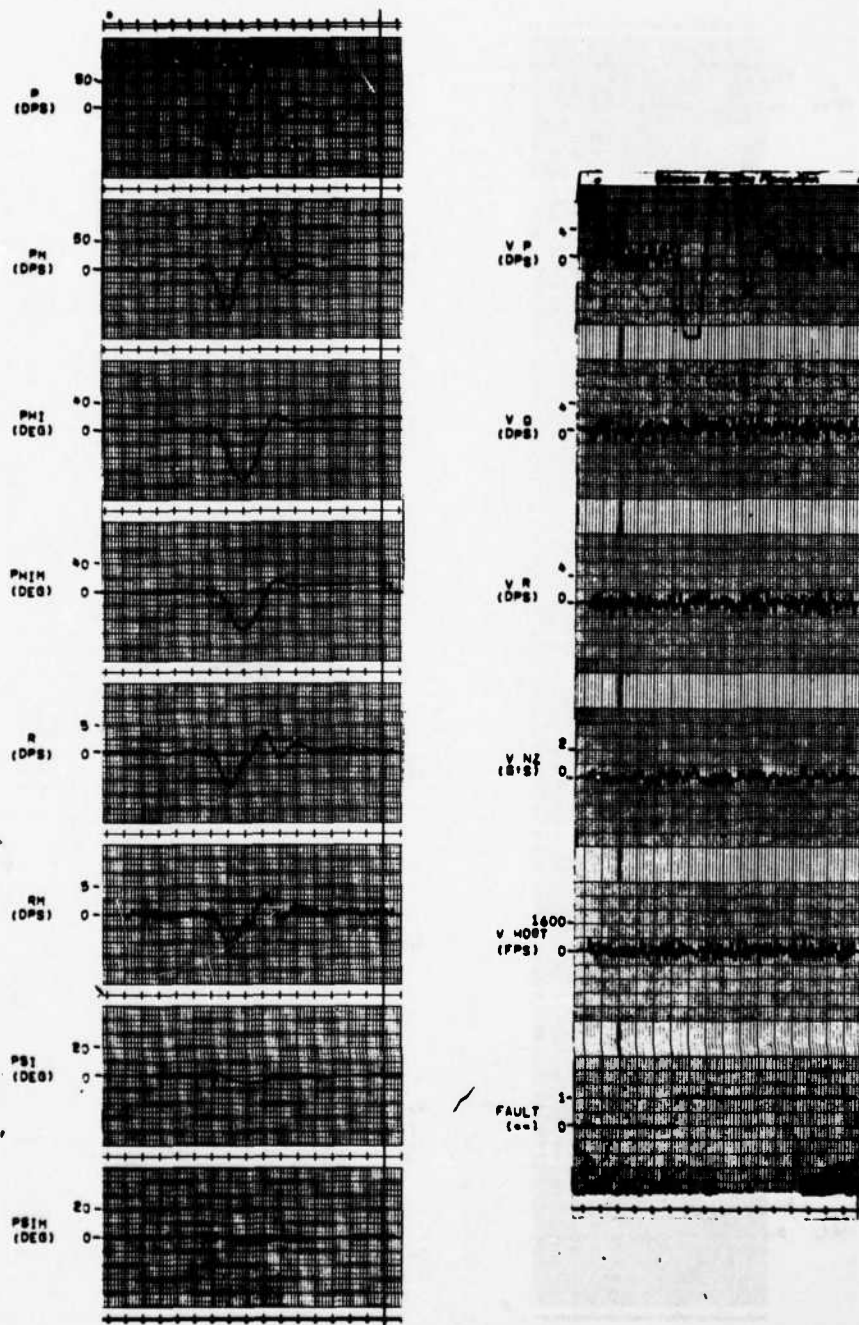 P
(DPS)
50
0
PM
(DPS)
50
0
PHI
(DEG)
40
0
PHIM
(DEG)
40
0
R
(DPS)
5
0
RM
(DPS)
5
0
PSI
(DEG)
20
0
PSIM
(DEG)
20
0
V P
(DPS)
4
0
V Q
(DPS)
4
0
V R
(DPS)
4
0
V NZ
(G'S)
2
0
V HDOT
(FPS)
1600
0
FAULT
(--)
1
0